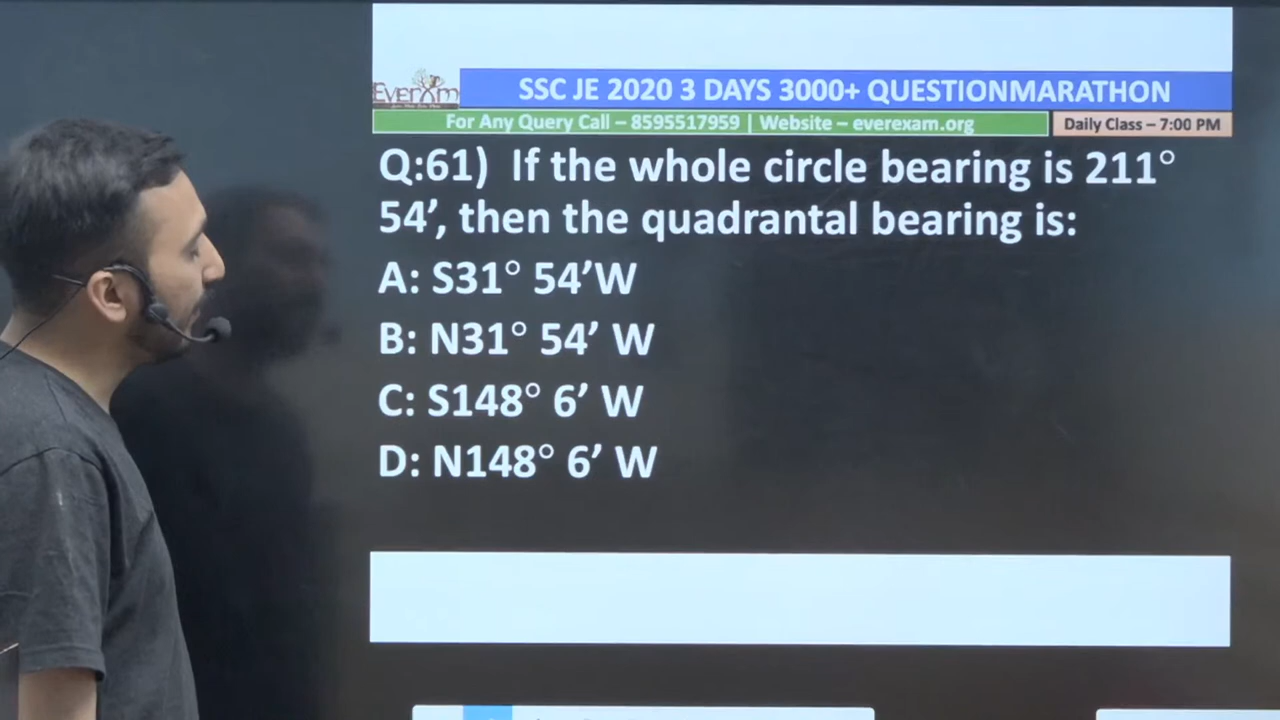 Everexam
SSC JE 2020 3 DAYS 3000+ QUESTIONMARATHON
For Any Query Call – 8595517959 | Website – everexam.org
Daily Class – 7:00 PM
Q:61) If the whole circle bearing is 211°
54’, then the quadrantal bearing is:
A: S31° 54’W
B: N31° 54’ W
C: S148° 6’ W
D: N148° 6’ W